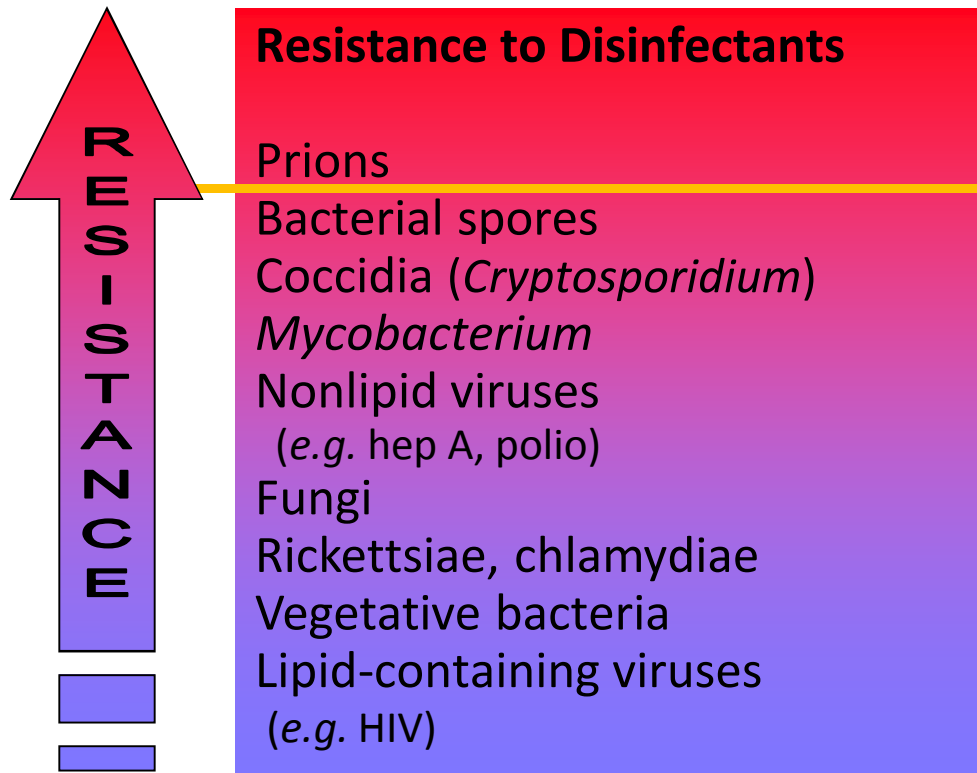 RESISTANCE
Resistance to Disinfectants
Prions
Bacterial spores
Coccidia (Cryptosporidium)
Mycobacterium
Nonlipid viruses
(e.g. hep A, polio)
Fungi
Rickettsiae, chlamydiae
Vegetative bacteria
Lipid-containing viruses
(e.g. HIV)